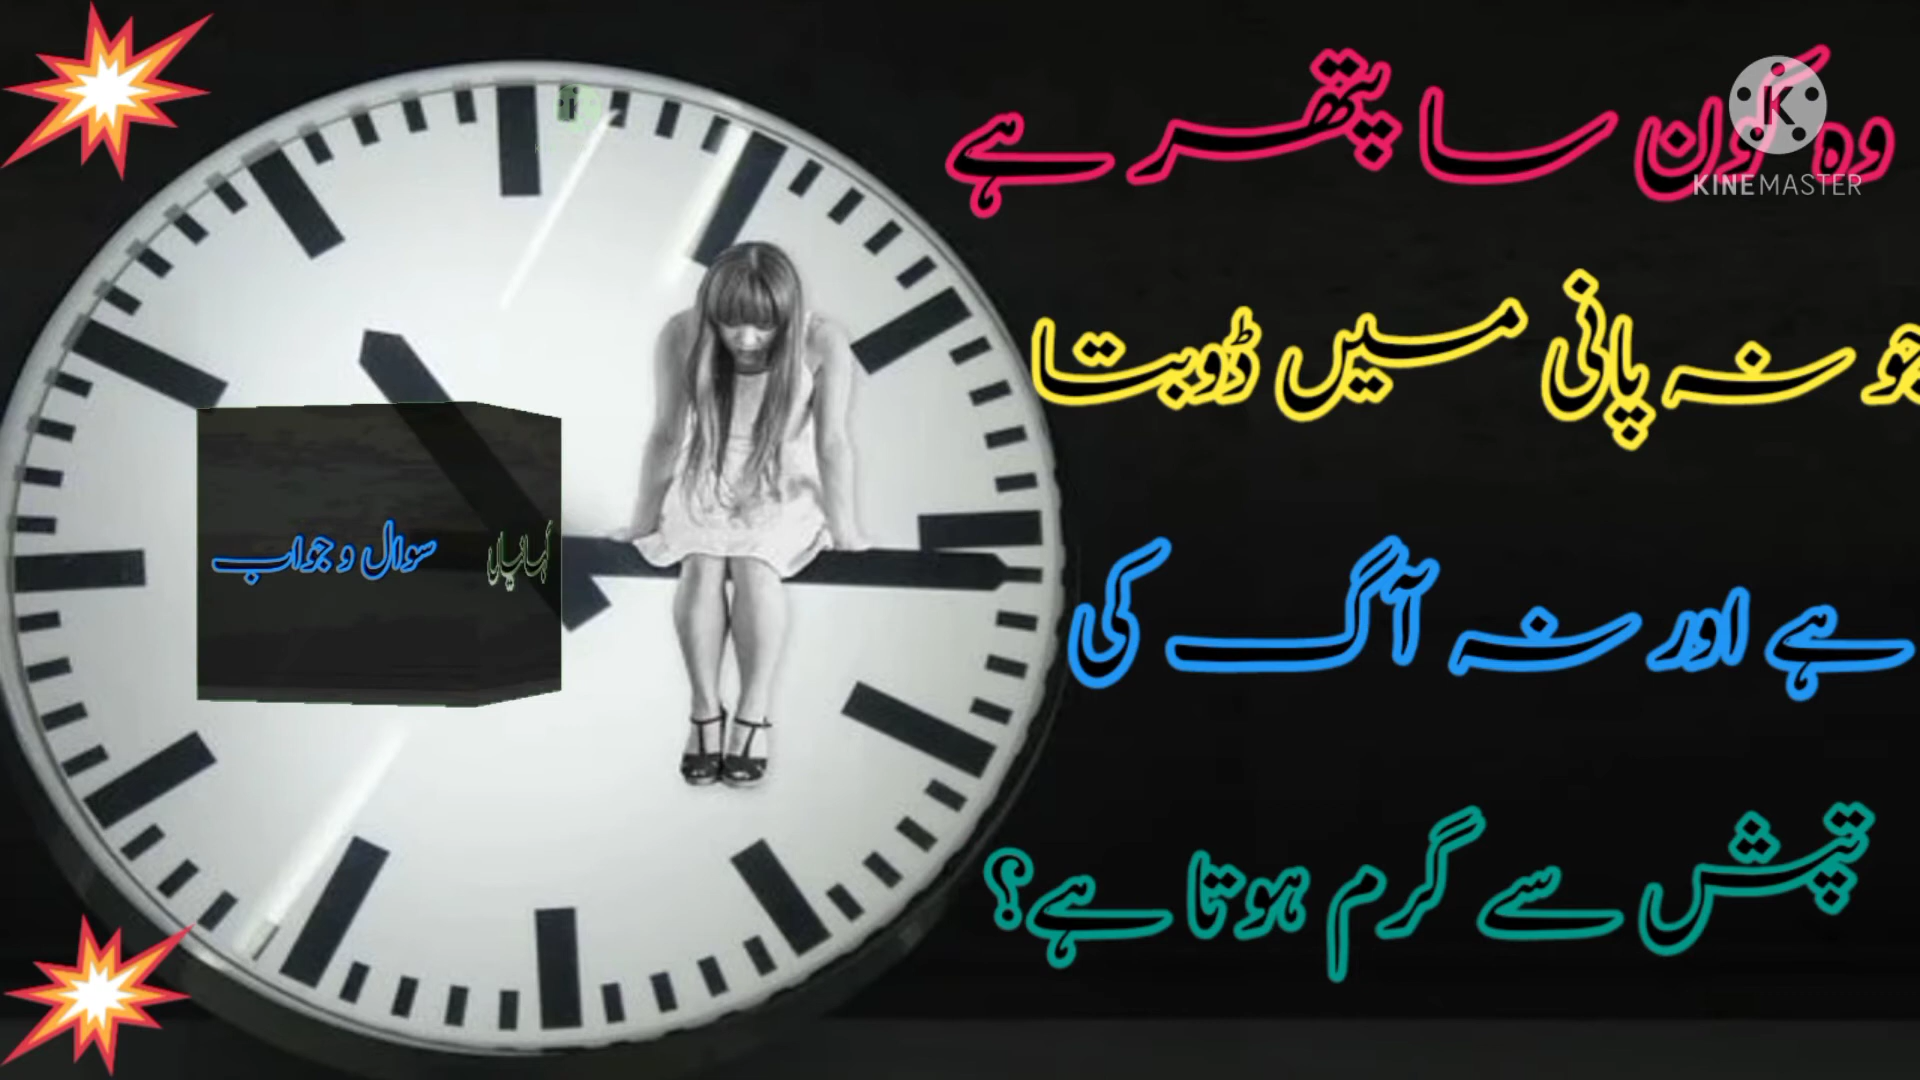 وہ کون سا پتھر ہے
جو نہ پانی میں ڈوبتا
ہے اور نہ آگ کی
تپش سے گرم ہوتا ہے؟
سوال و جواب
کہانیاں
KINEMASTER